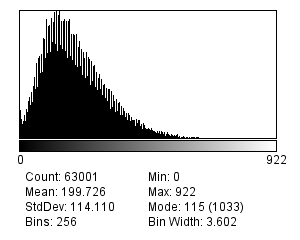 0 922
Count: 63001 Min: 0
Mean: 199.726 Max: 922
StdDev: 114.110 Mode: 115 (1033)
Bins: 256 Bin Width: 3.602